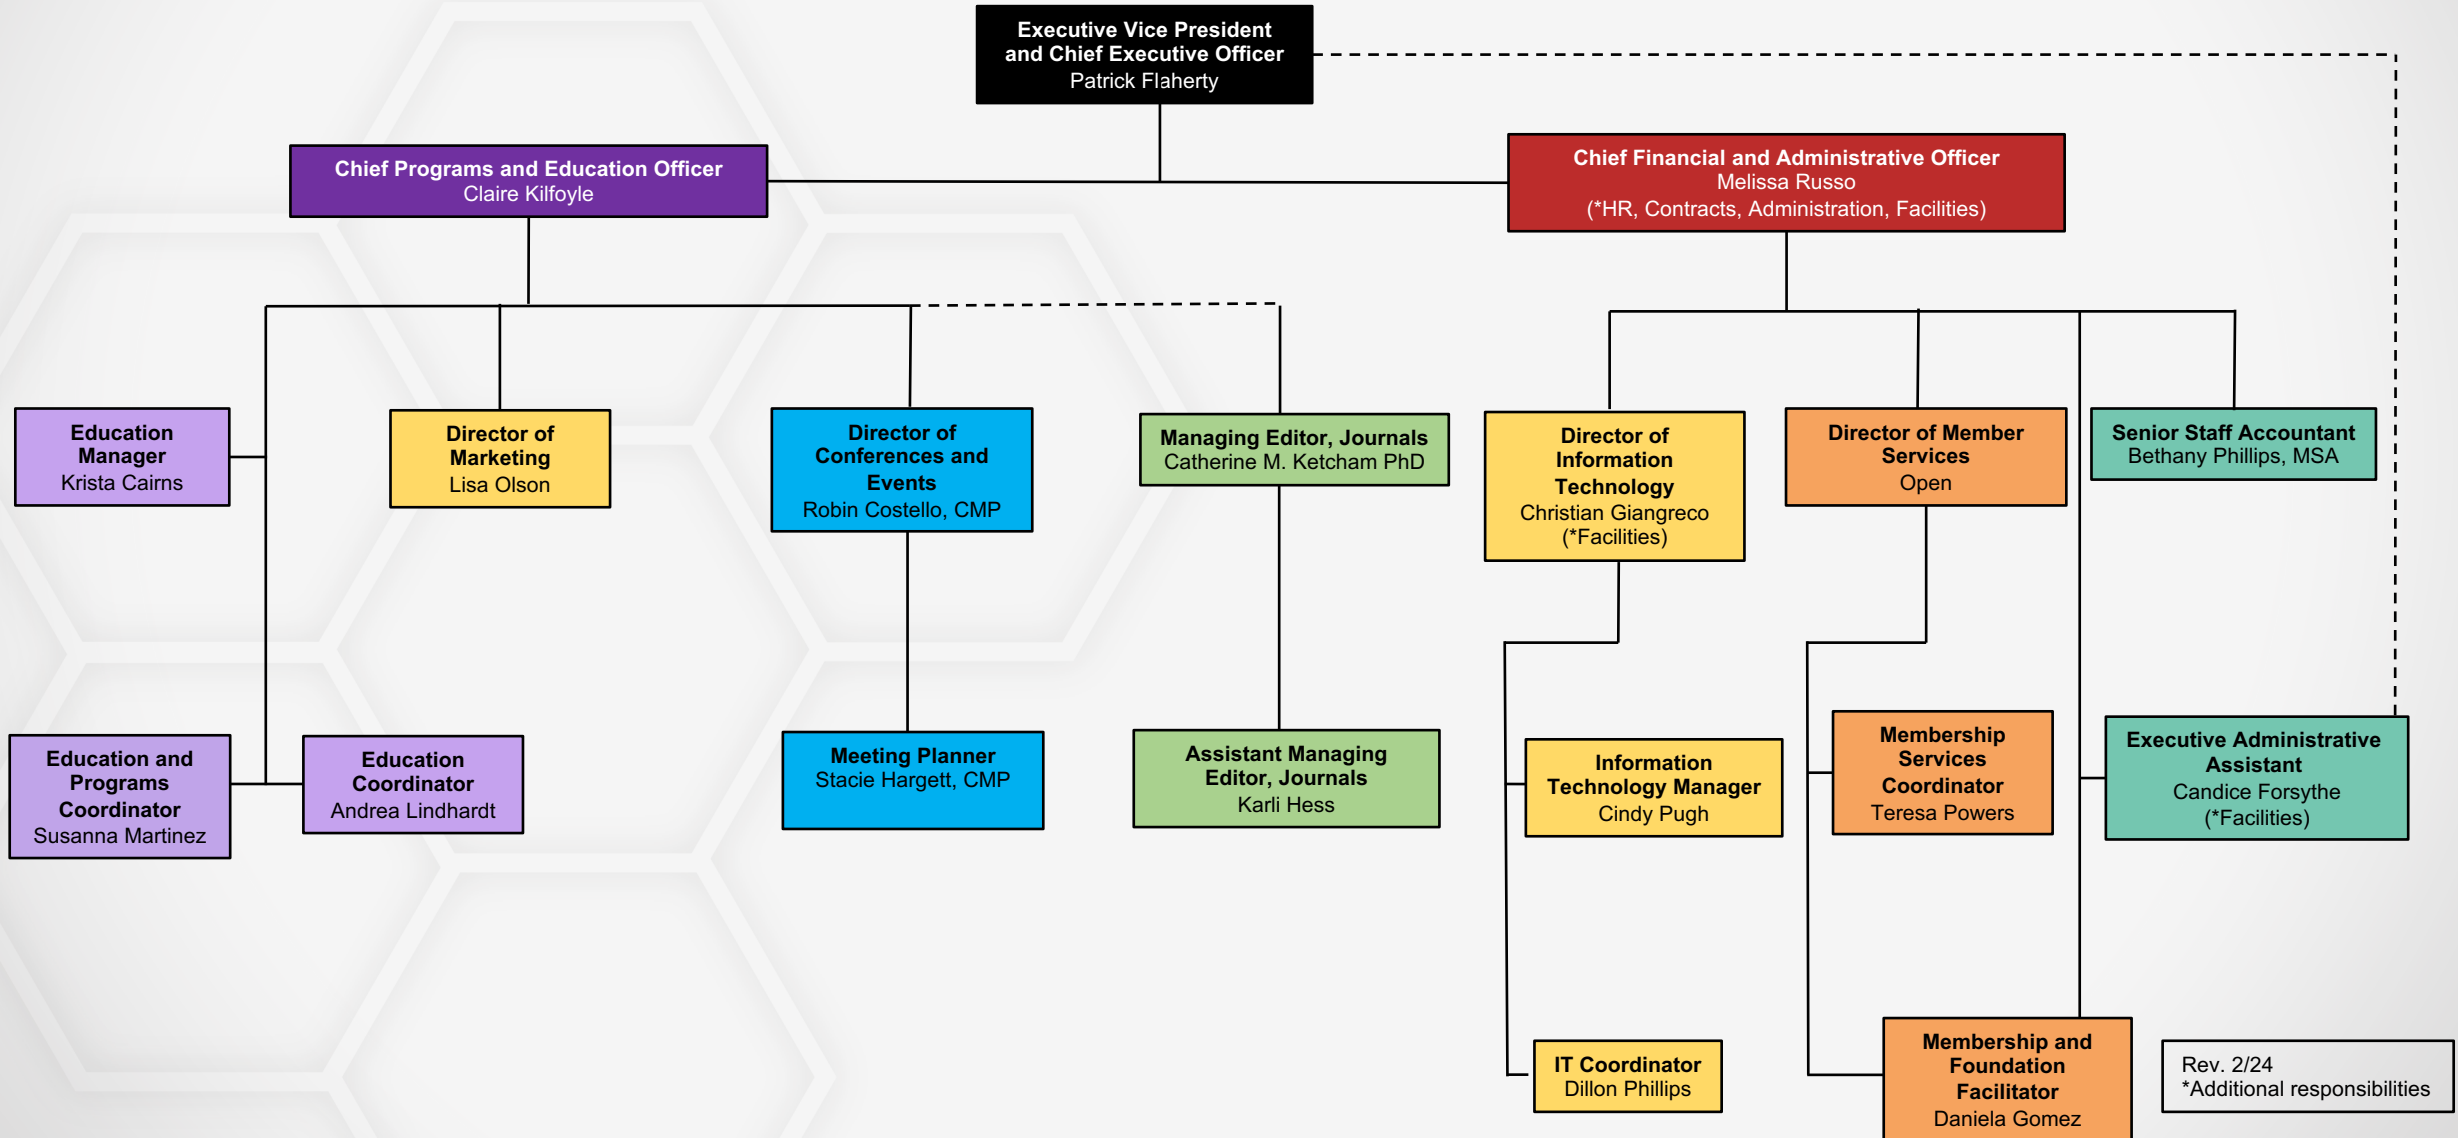 Executive Vice President
and Chief Executive Officer
Patrick Flaherty
Chief Programs and Education Officer
Claire Kilfoyle
Chief Financial and Administrative Officer
Melissa Russo
(*HR, Contracts, Administration, Facilities)
Education
Manager
Krista Cairns
Director of
Marketing
Lisa Olson
Director of
Conferences and
Events
Robin Costello, CMP
Managing Editor, Journals
Catherine M. Ketcham PhD
Director of
Information
Technology
Christian Giangreco
(*Facilities)
Director of Member
Services
Open
Senior Staff Accountant
Bethany Phillips, MSA
Education and
Programs
Coordinator
Susanna Martinez
Education
Coordinator
Andrea Lindhardt
Meeting Planner
Stacie Hargett, CMP
Assistant Managing
Editor, Journals
Karli Hess
Information
Technology Manager
Cindy Pugh
Membership
Services
Coordinator
Teresa Powers
Executive Administrative
Assistant
Candice Forsythe
(*Facilities)
IT Coordinator
Dillon Phillips
Membership and
Foundation
Facilitator
Daniela Gomez
Rev. 2/24
*Additional responsibilities